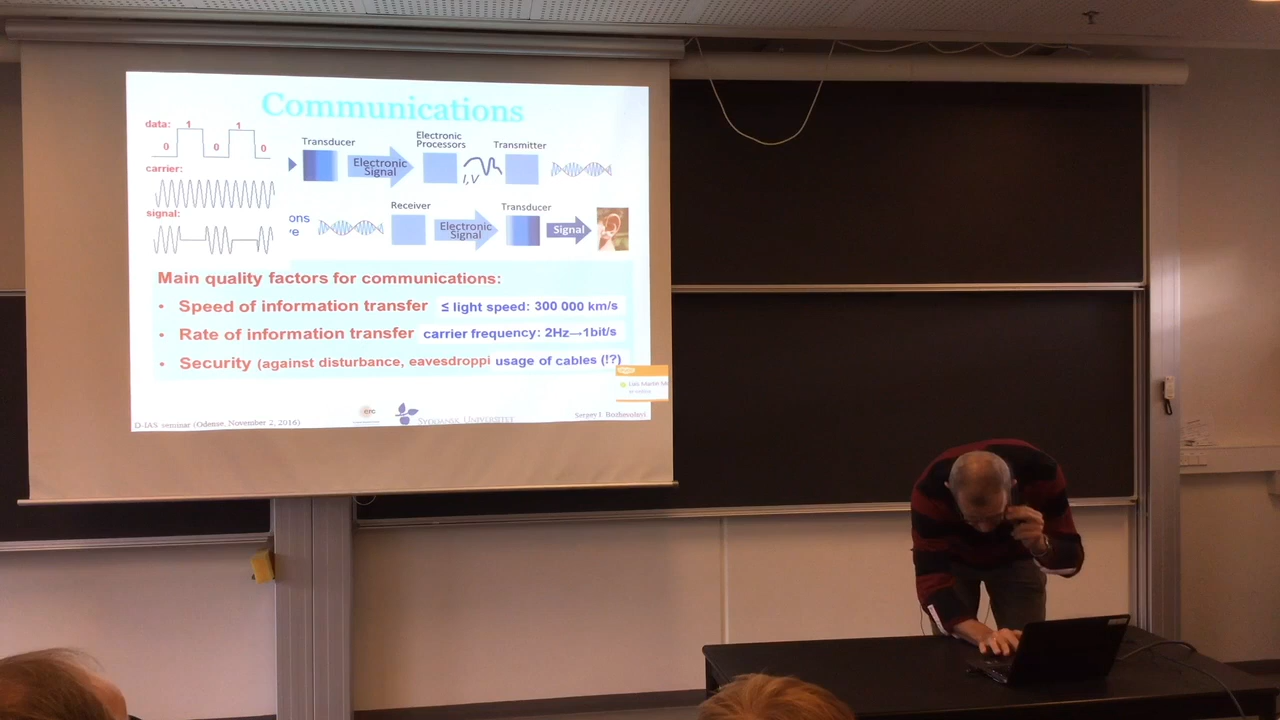 Communications
data: 1 1
0 0 0
carrier:
signal:
Transducer
Electronic
Signal
Electronic
Processors
I,V
Transmitter
ons
ve
Receiver
Electronic
Signal
Transducer
Signal
Main quality factors for communications:
• Speed of information transfer ≤ light speed: 300 000 km/s
• Rate of information transfer carrier frequency: 2Hz→1bit/s
• Security (against disturbance, eavesdroppi usage of cables (!?)
D-IAS seminar (Odense, November 2, 2016)
erc
Syddansk Universitet
Sergey I. Bozhevolnyi